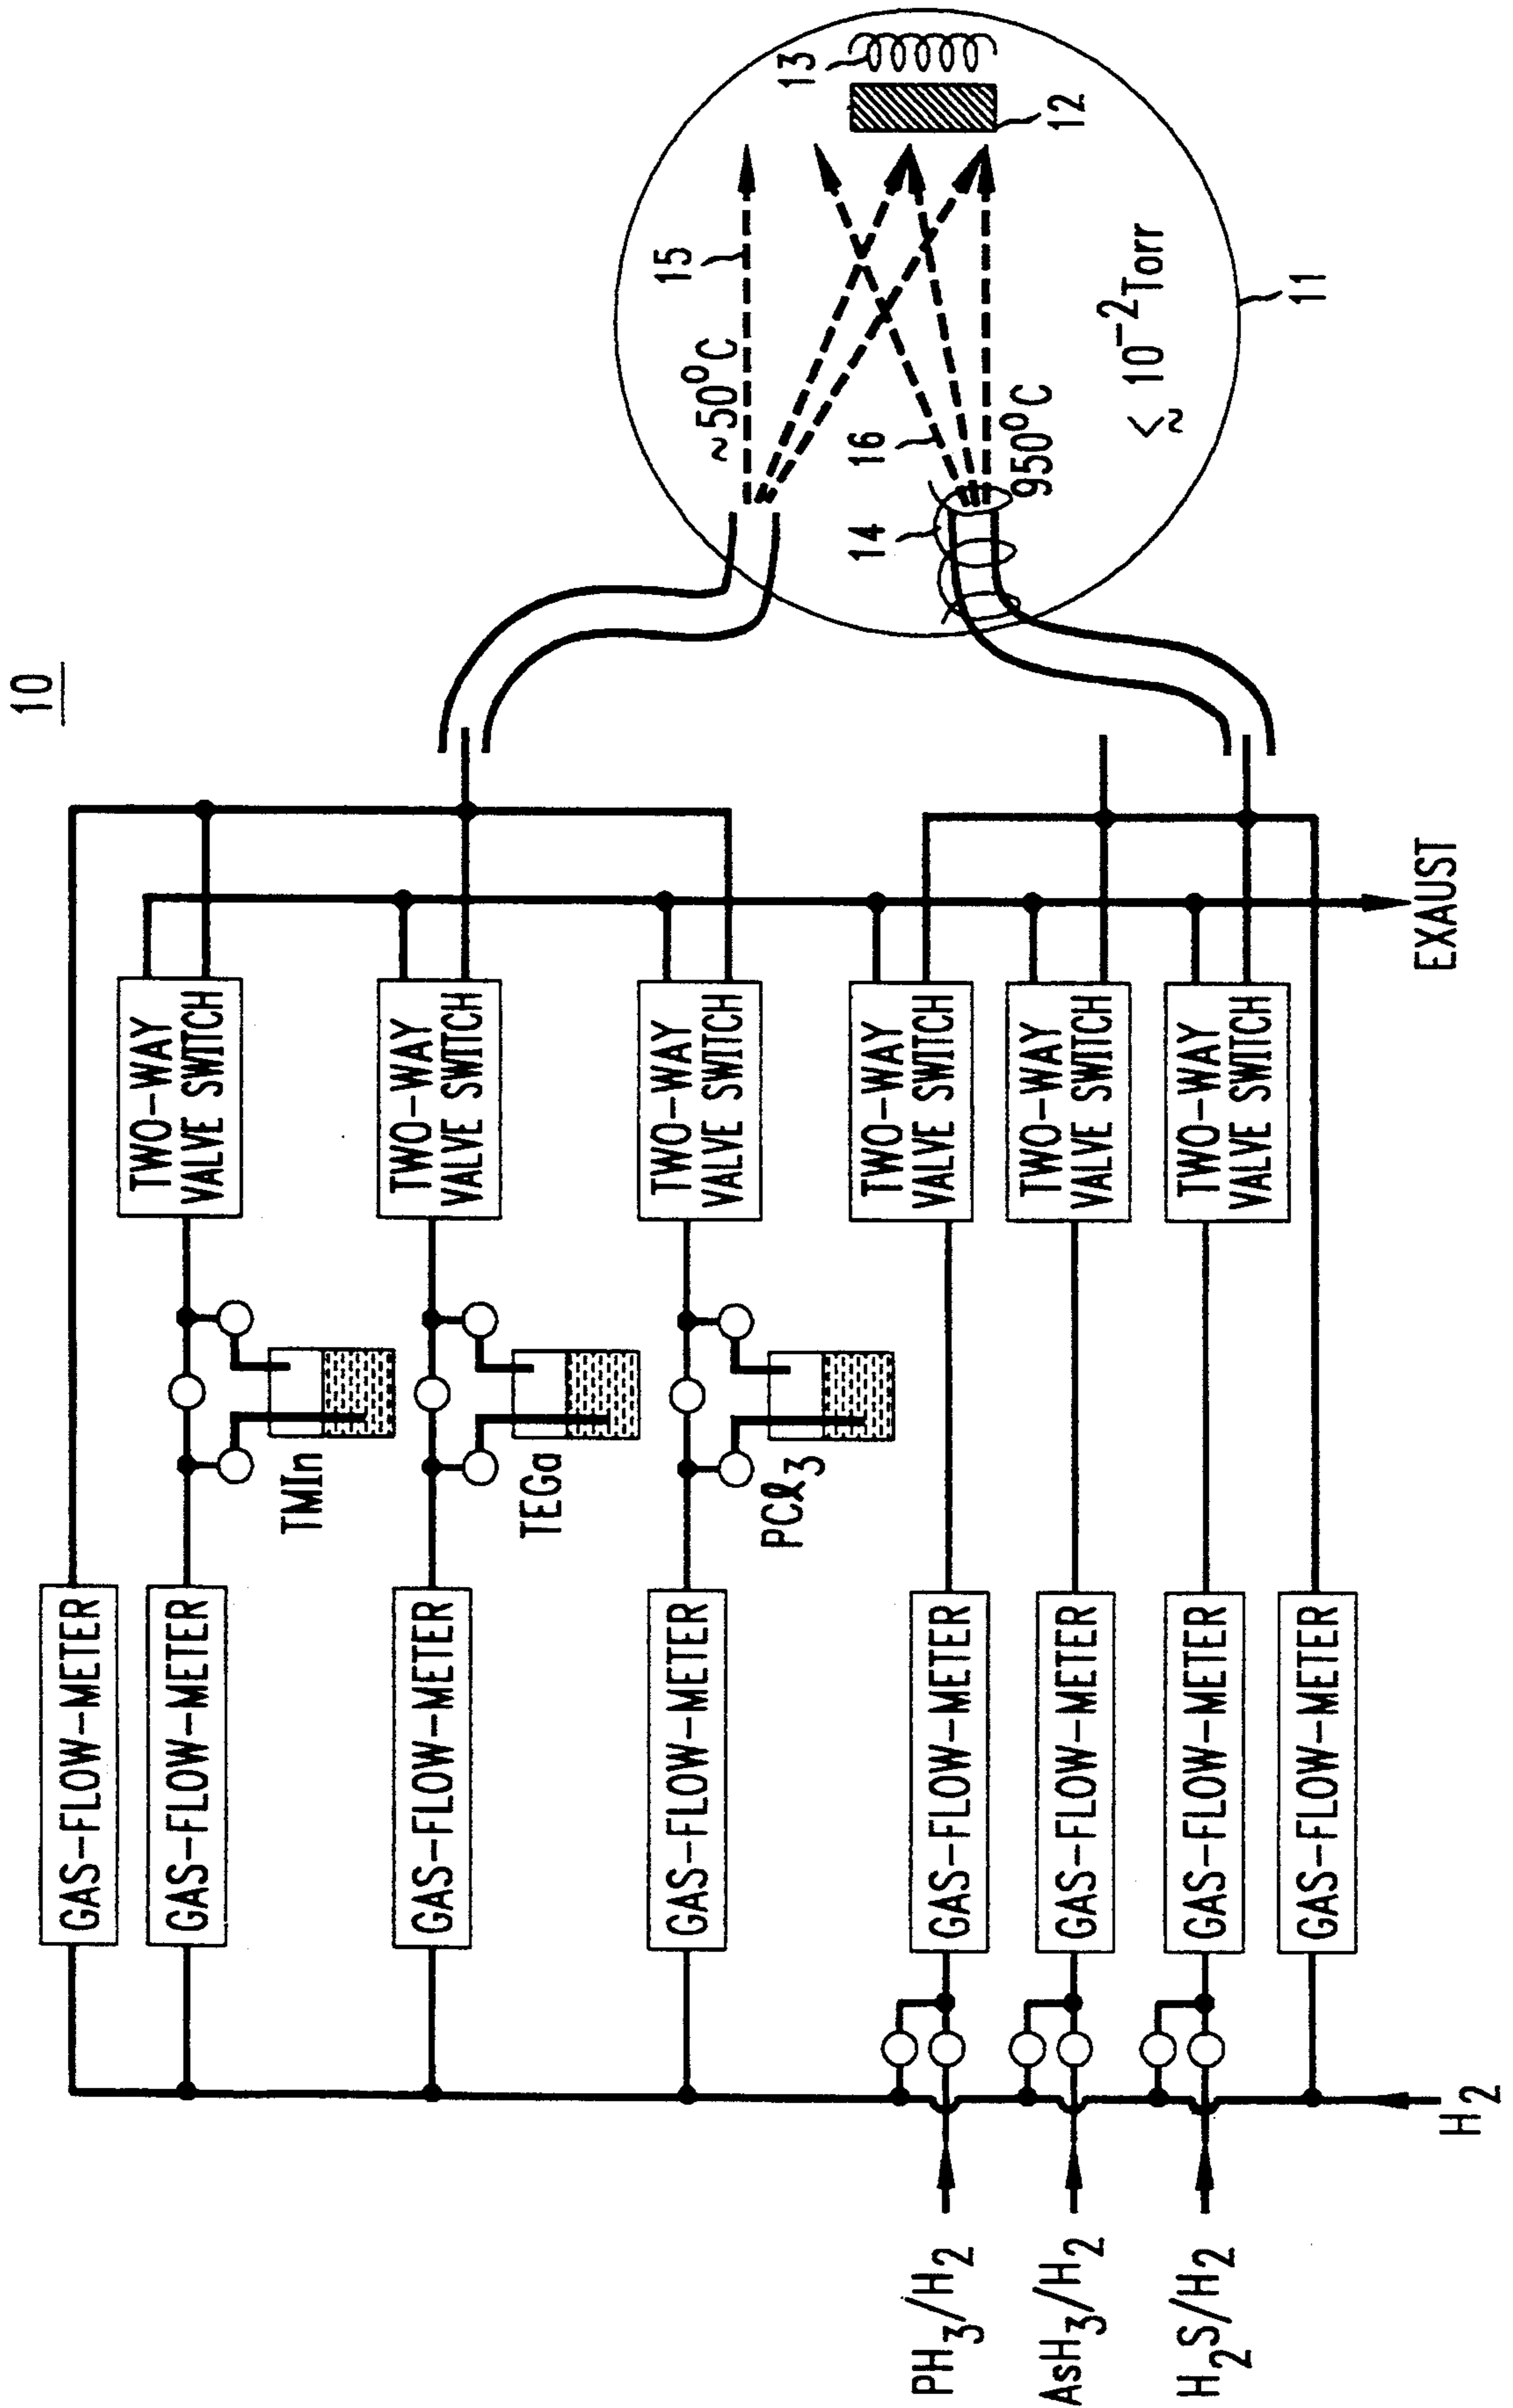 10
GAS-FLOW-METER
GAS-FLOW-METER
TMIn
TWO-WAY
VALVE SWITCH
GAS-FLOW-METER
TEGa
TWO-WAY
VALVE SWITCH
GAS-FLOW-METER
PCℓ3
TWO-WAY
VALVE SWITCH
PH3/H2
GAS-FLOW-METER
TWO-WAY
VALVE SWITCH
AsH3/H2
GAS-FLOW-METER
TWO-WAY
VALVE SWITCH
H2S/H2
GAS-FLOW-METER
TWO-WAY
VALVE SWITCH
GAS-FLOW-METER
H2
EXAUST
~50°C
15
13
12
14
16
950°C
≲ 10⁻²Torr
11